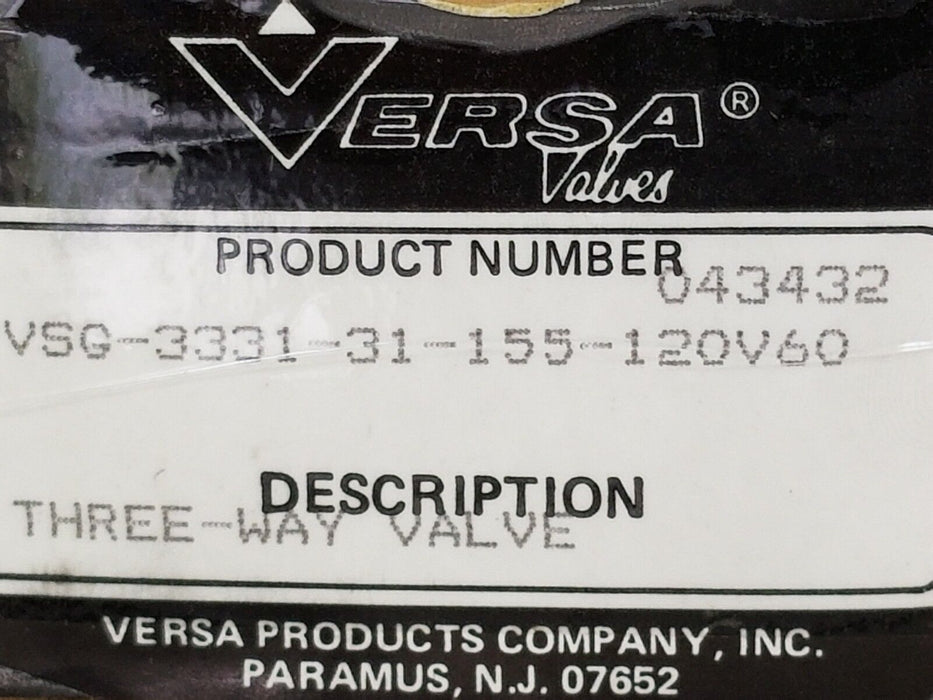 VERSA ®
Valves
PRODUCT NUMBER
043432
VSG-3331-31-155-120V60
DESCRIPTION
THREE-WAY VALVE
VERSA PRODUCTS COMPANY, INC.
PARAMUS, N.J. 07652